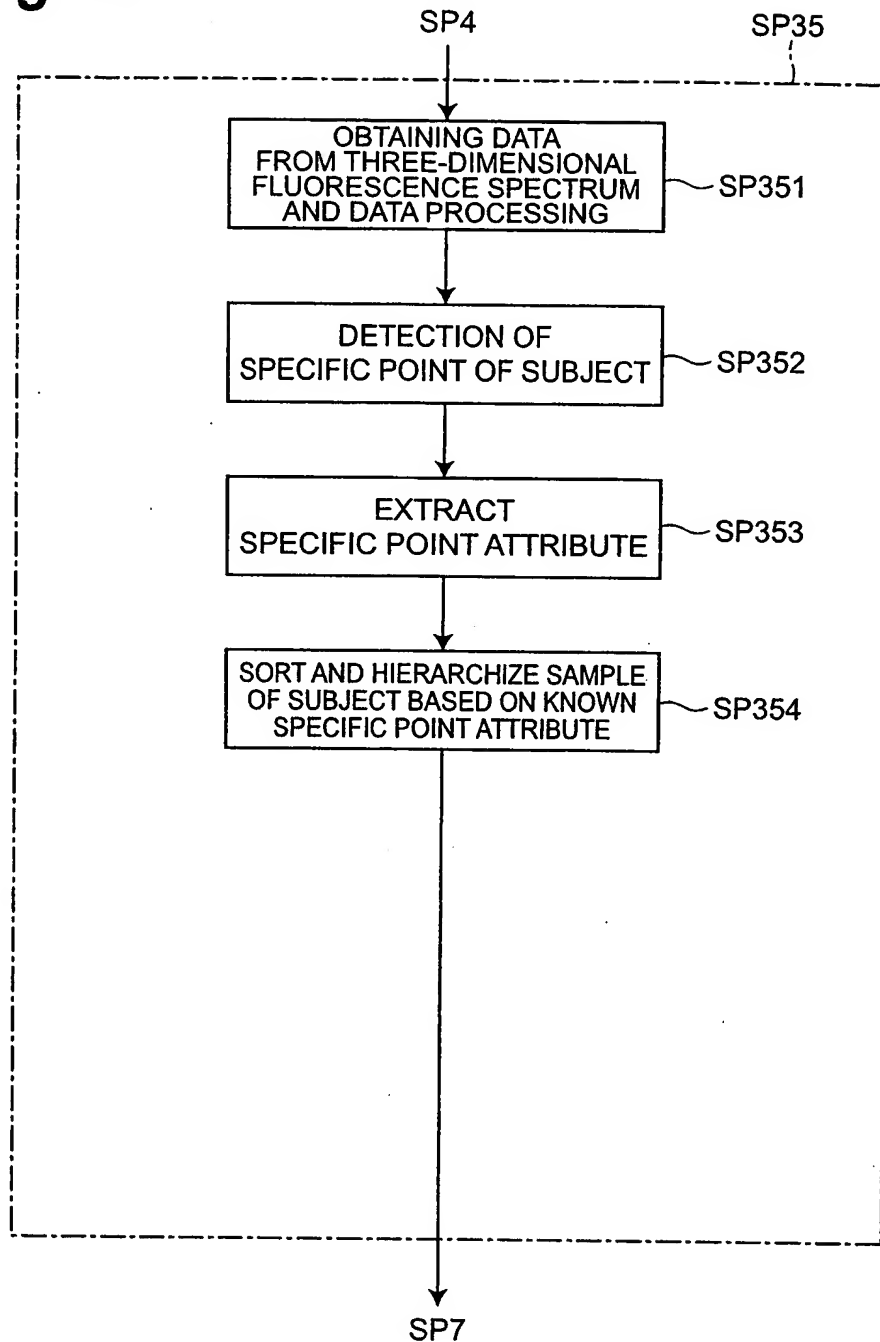 SP4
SP35
OBTAINING DATA
FROM THREE-DIMENSIONAL
FLUORESCENCE SPECTRUM
AND DATA PROCESSING
SP351
DETECTION OF
SPECIFIC POINT OF SUBJECT
SP352
EXTRACT
SPECIFIC POINT ATTRIBUTE
SP353
SORT AND HIERARCHIZE SAMPLE
OF SUBJECT BASED ON KNOWN
SPECIFIC POINT ATTRIBUTE
SP354
SP7